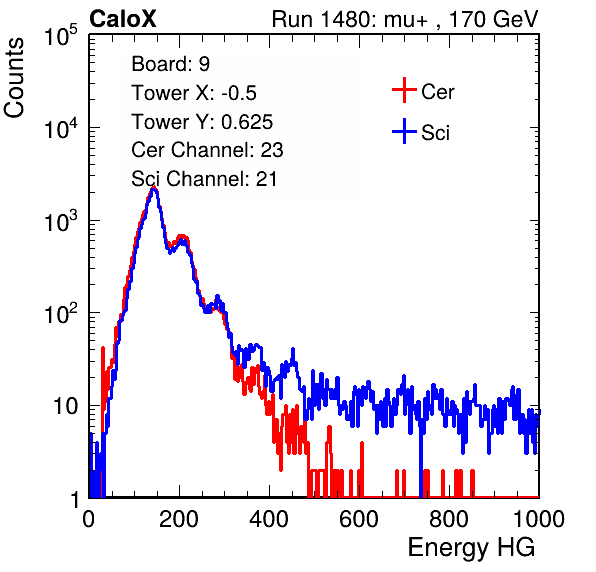 CaloX Run 1480: mu+ , 170 GeV
Board: 9
Tower X: -0.5
Tower Y: 0.625
Cer Channel: 23
Sci Channel: 21
Cer
Sci
Counts
10^5
10^4
10^3
10^2
10
1
0 200 400 600 800 1000
Energy HG